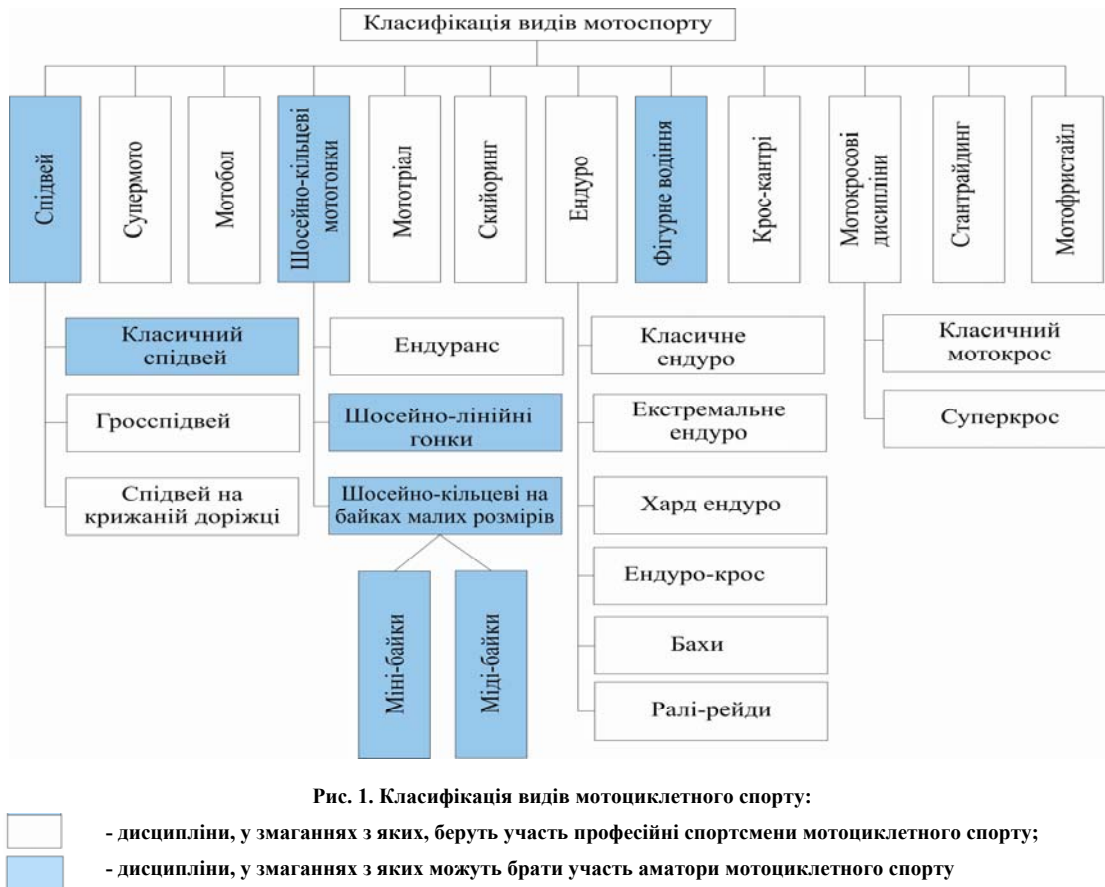 Класифікація видів мотоспорту
Спідвей
Супермото
Мотобол
Шосейно-кільцеві
мотогонки
Мототріал
Скийоринг
Ендуро
Фігурне водіння
Крос-кантрі
Мотокросові
дисипліни
Стантрайдинг
Мотофристайл
Класичний
спідвей
Гросспідвей
Спідвей на
крижаній доріжці
Ендуранс
Шосейно-лінійні
гонки
Шосейно-кільцеві на
байках малих розмірів
Міні-байки
Міді-байки
Класичне
ендуро
Екстремальне
ендуро
Хард ендуро
Ендуро-крос
Бахи
Ралі-рейди
Класичний
мотокрос
Суперкрос
Рис. 1. Класифікація видів мотоциклетного спорту:
- дисципліни, у змаганнях з яких, беруть участь професійні спортсмени мотоциклетного спорту;
- дисципліни, у змаганнях з яких можуть брати участь аматори мотоциклетного спорту